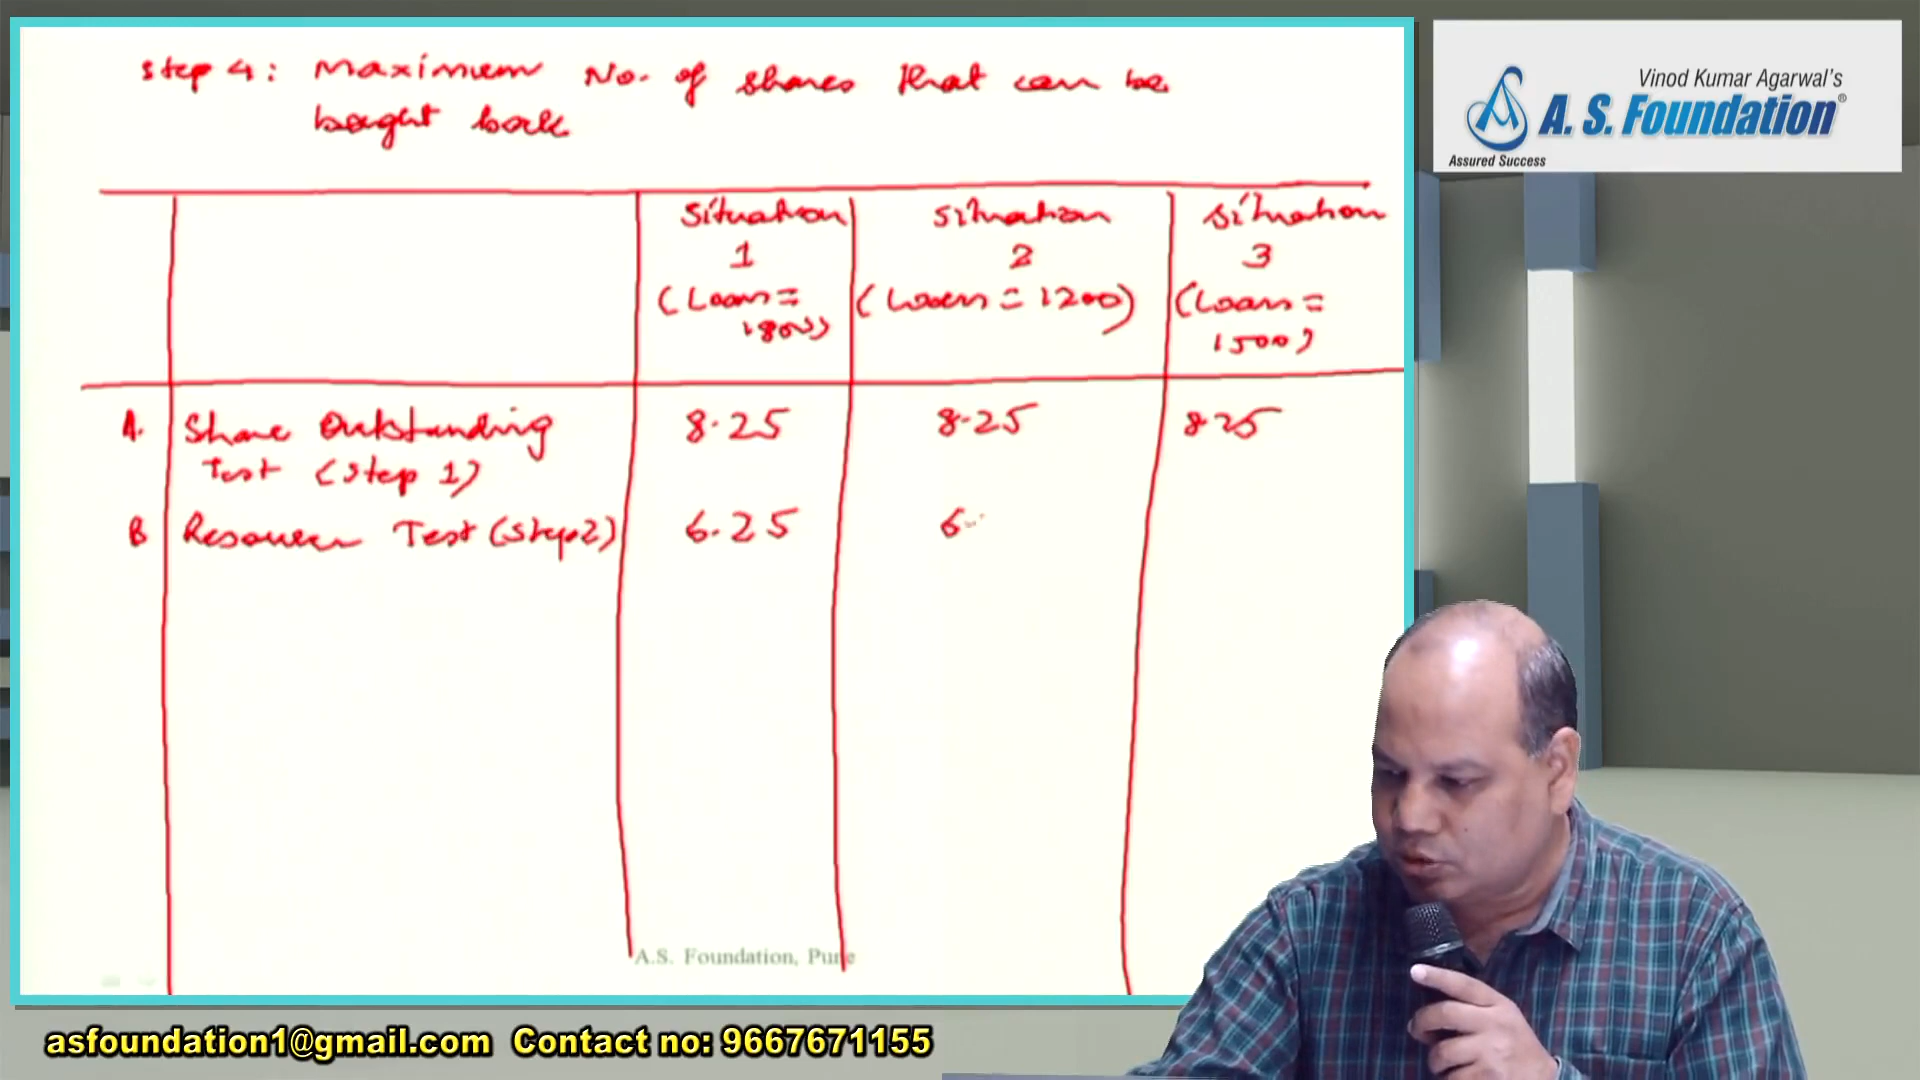 Step 4: Maximum No. of shares that can be
bought back
Situation
1
(Loan =
1800)
Situation
2
(Loan = 1200)
Situation
3
(Loan =
1500)
A. Share Outstanding 8.25 8.25 8.25
Test (Step 1)
B Resources Test (Step 2) 6.25 6.
A.S. Foundation, Pune
Vinod Kumar Agarwal's
A. S. Foundation®
Assured Success
asfoundation1@gmail.com Contact no: 9667671155